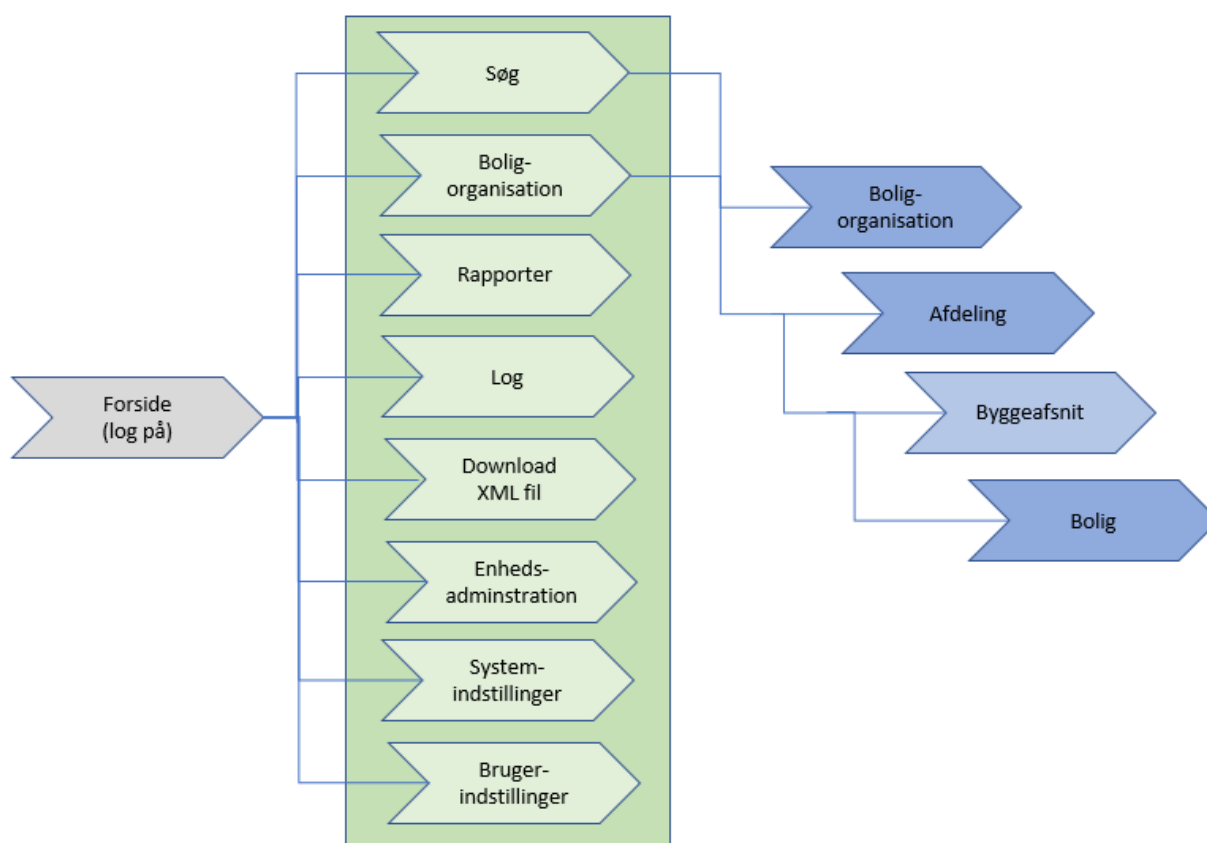 Forside
(log på)
Søg
Bolig-
organisation
Rapporter
Log
Download
XML fil
Enheds-
adminstration
System-
indstillinger
Bruger-
indstillinger
Bolig-
organisation
Afdeling
Byggeafsnit
Bolig